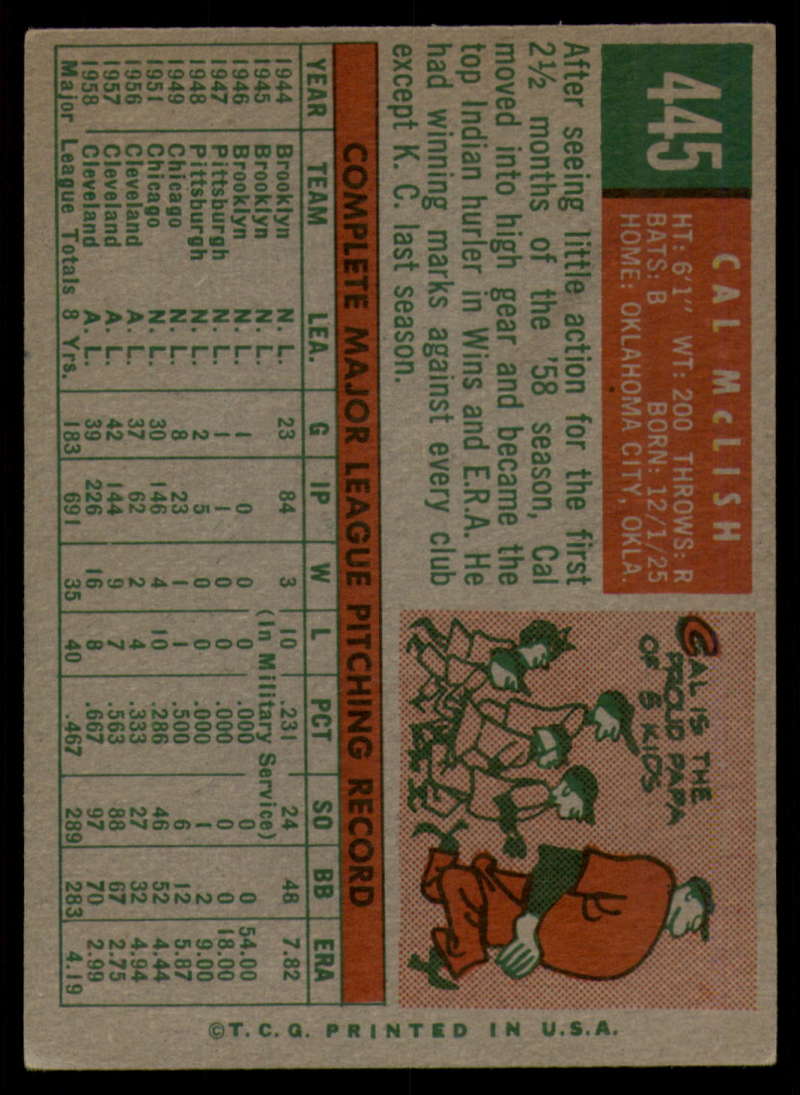 445
CAL McLISH
HT: 6'1" WT: 200 THROWS: R
BATS: B BORN: 12/1/25
HOME: OKLAHOMA CITY, OKLA.
After seeing little action for the first
2½ months of the '58 season, Cal
moved into high gear and became the
top Indian hurler in Wins and E.R.A. He
had winning marks against every club
except K. C. last season.
CAL IS THE
PROUD PAPA
OF 5 KIDS
COMPLETE MAJOR LEAGUE PITCHING RECORD
YEAR TEAM LEA. G IP W L PCT SO BB ERA
1944 Brooklyn N. L. 23 84 3 10 .231 24 48 7.82
1945 Brooklyn N. L. (In Military Service)
1946 Brooklyn N. L. 1 0 0 0 .000 0 0 54.00
1947 Pittsburgh N. L. 1 1 0 0 .000 0 0 18.00
1948 Pittsburgh N. L. 2 5 0 0 .000 1 2 9.00
1949 Chicago N. L. 8 23 1 1 .500 6 12 5.87
1951 Chicago N. L. 30 146 4 10 .286 46 52 4.44
1956 Cleveland A. L. 37 62 2 4 .333 27 32 4.94
1957 Cleveland A. L. 42 144 9 7 .563 88 67 2.75
1958 Cleveland A. L. 39 226 16 8 .667 97 70 2.99
Major League Totals 8 Yrs. 183 691 35 40 .467 289 283 4.19
©T. C. G. PRINTED IN U.S.A.